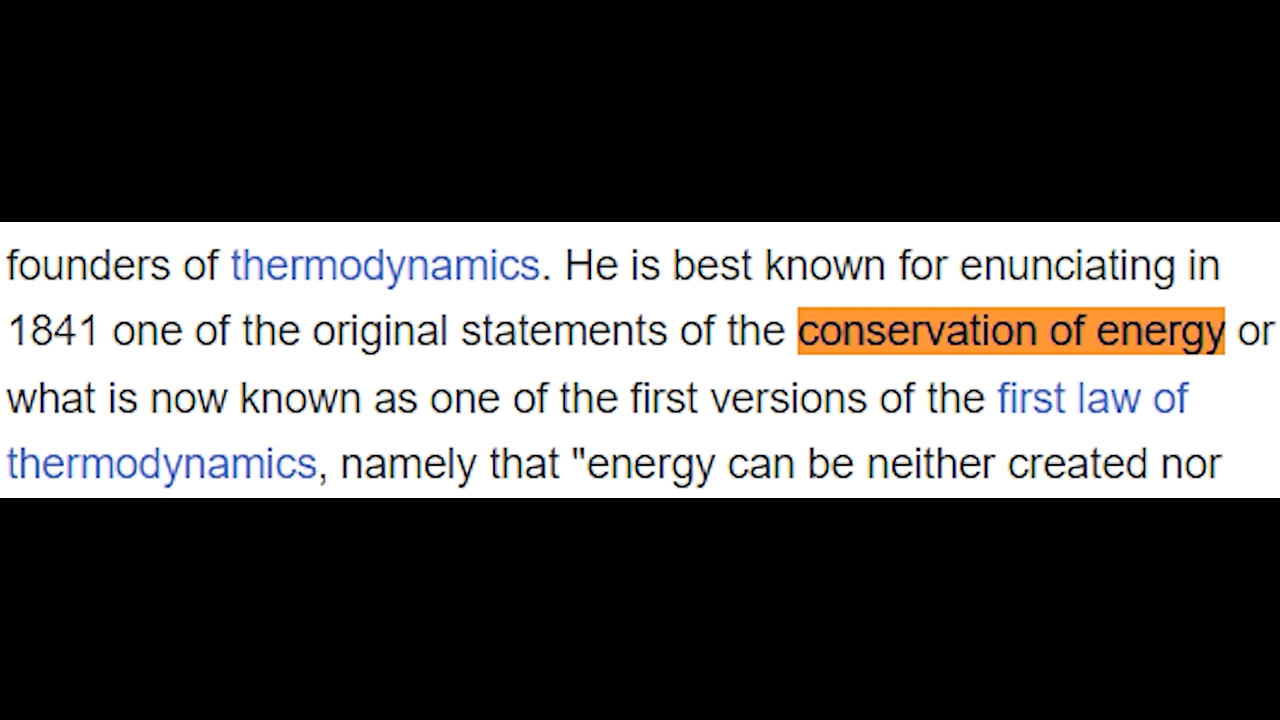 founders of thermodynamics. He is best known for enunciating in
1841 one of the original statements of the conservation of energy or
what is now known as one of the first versions of the first law of
thermodynamics, namely that "energy can be neither created nor